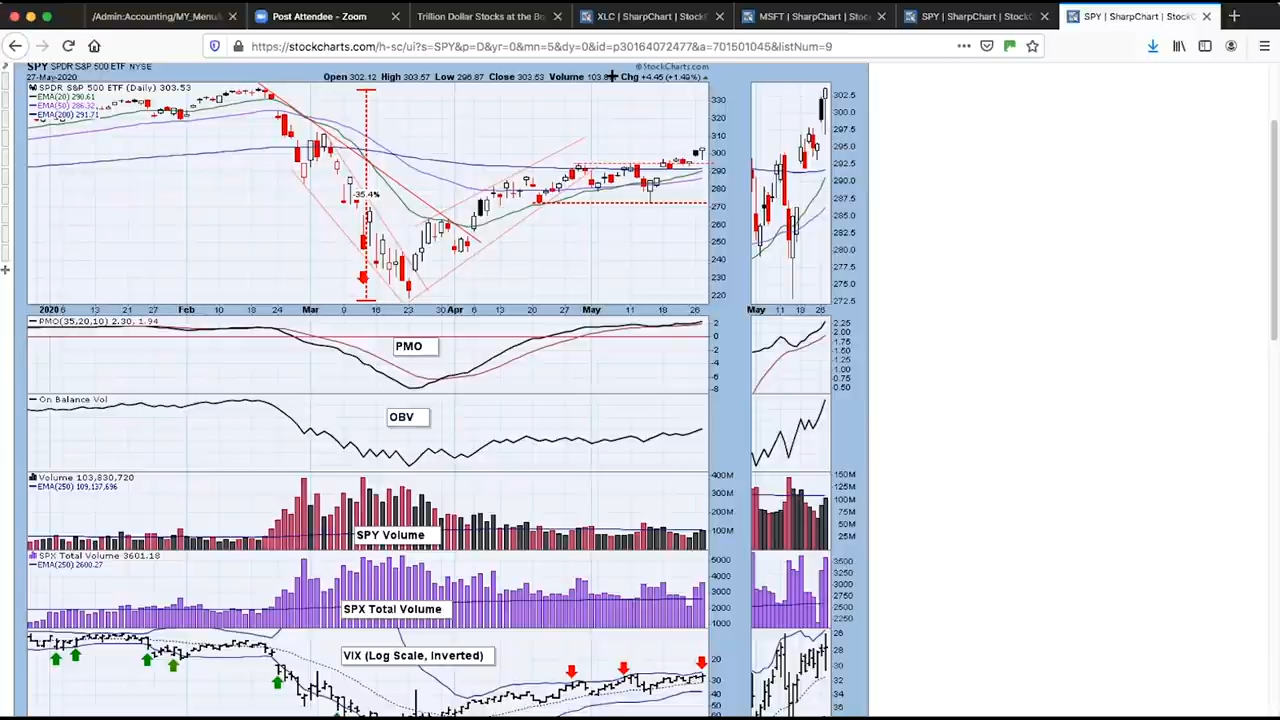 /Admin:Accounting/MY_Menu/
Post Attendee - Zoom
Trillion Dollar Stocks at the Bo
XLC | SharpChart | StockC
MSFT | SharpChart | StockC
SPY | SharpChart | StockC
SPY | SharpChart | StockC
https://stockcharts.com/h-sc/ui?s=SPY&p=D&yr=0&mn=5&dy=0&id=p30164072477&a=701501045&listNum=9
SPY SPDR S&P 500 ETF NYSE
© StockCharts.com
27-May-2020
Open 302.12 High 303.57 Low 296.87 Close 303.53 Volume 103.8 Chg +4.45 (+1.49%)
SPDR S&P 500 ETF (Daily) 303.53
EMA(20) 290.61
EMA(50) 286.32
EMA(200) 291.71
-35.4%
330
320
310
300
290
280
270
260
250
240
230
220
302.5
300.0
297.5
295.0
292.5
290.0
287.5
285.0
282.5
280.0
277.5
275.0
272.5
2020 6 13 21 27 Feb 10 18 24 Mar 9 16 23 30 Apr 6 13 20 27 May 11 18 26
May 11 18 26
PMO(35,20,10) 2.30, 1.94
PMO
2
0
-2
-4
-6
-8
2.25
2.00
1.75
1.50
1.25
1.00
0.75
0.50
On Balance Vol
OBV
Volume 103,830,720
EMA(250) 109,137,696
SPY Volume
400M
300M
200M
100M
150M
125M
100M
75M
50M
25M
SPX Total Volume 3601.18
EMA(250) 2600.27
SPX Total Volume
5000
4000
3000
2000
1000
3500
3250
3000
2750
2500
2250
VIX (Log Scale, Inverted)
20
30
40
50
28
30
32
34
36